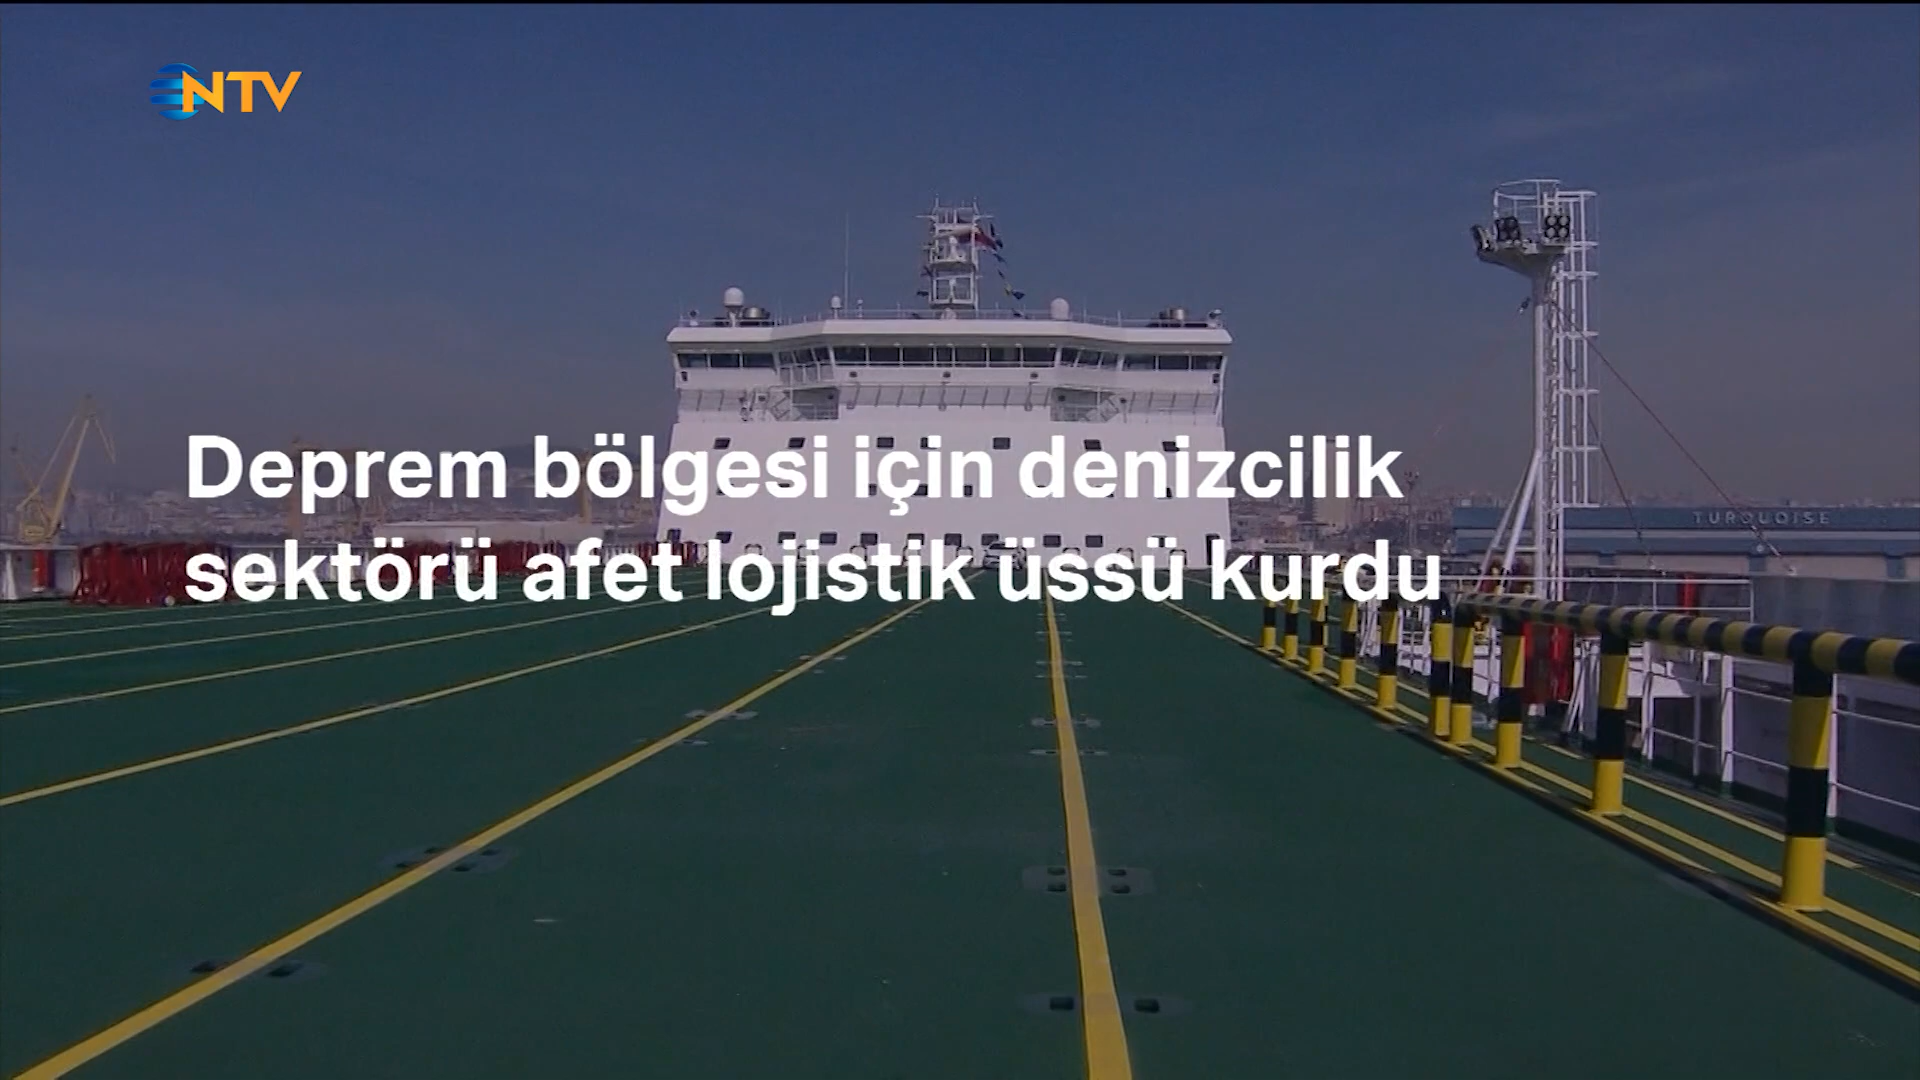 NTV
Deprem bölgesi için denizcilik
sektörü afet lojistik üssü kurdu
TURQUOISE